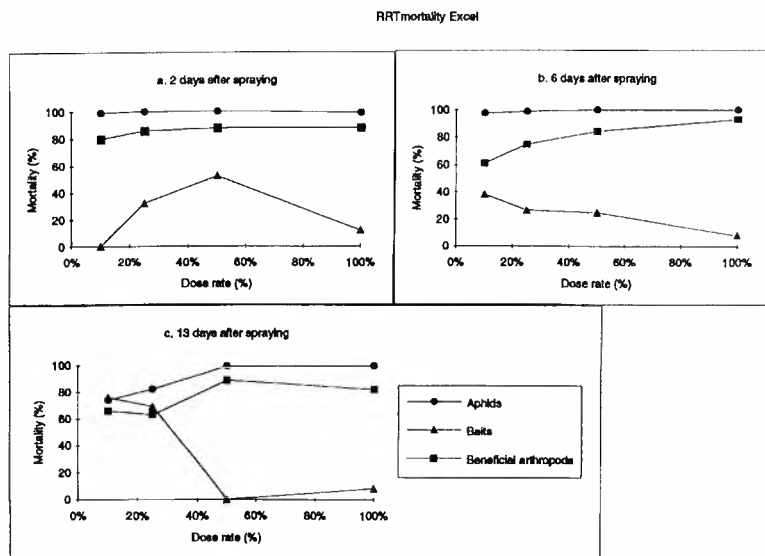 RRTmortality Excel
a. 2 days after spraying
Mortality (%)
100
80
60
40
20
0
0% 20% 40% 60% 80% 100%
Dose rate (%)
b. 6 days after spraying
Mortality (%)
100
80
60
40
20
0
0% 20% 40% 60% 80% 100%
Dose rate (%)
c. 13 days after spraying
Mortality (%)
100
80
60
40
20
0
0% 20% 40% 60% 80% 100%
Dose rate (%)
Aphids
Baits
Beneficial arthropods